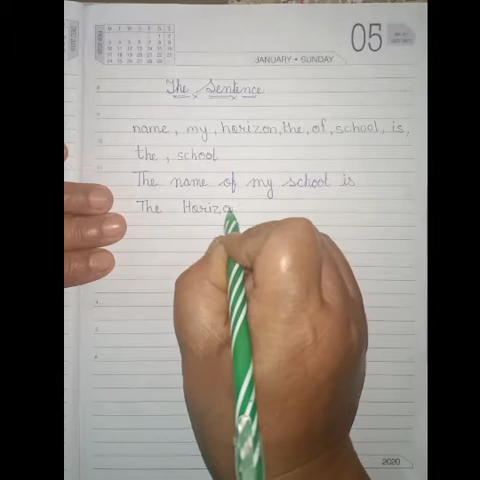 05
JANUARY • SUNDAY
The Sentence
name, my, horizon, the, of, school, is,
the, school
The name of my school is
The Horizo
2020